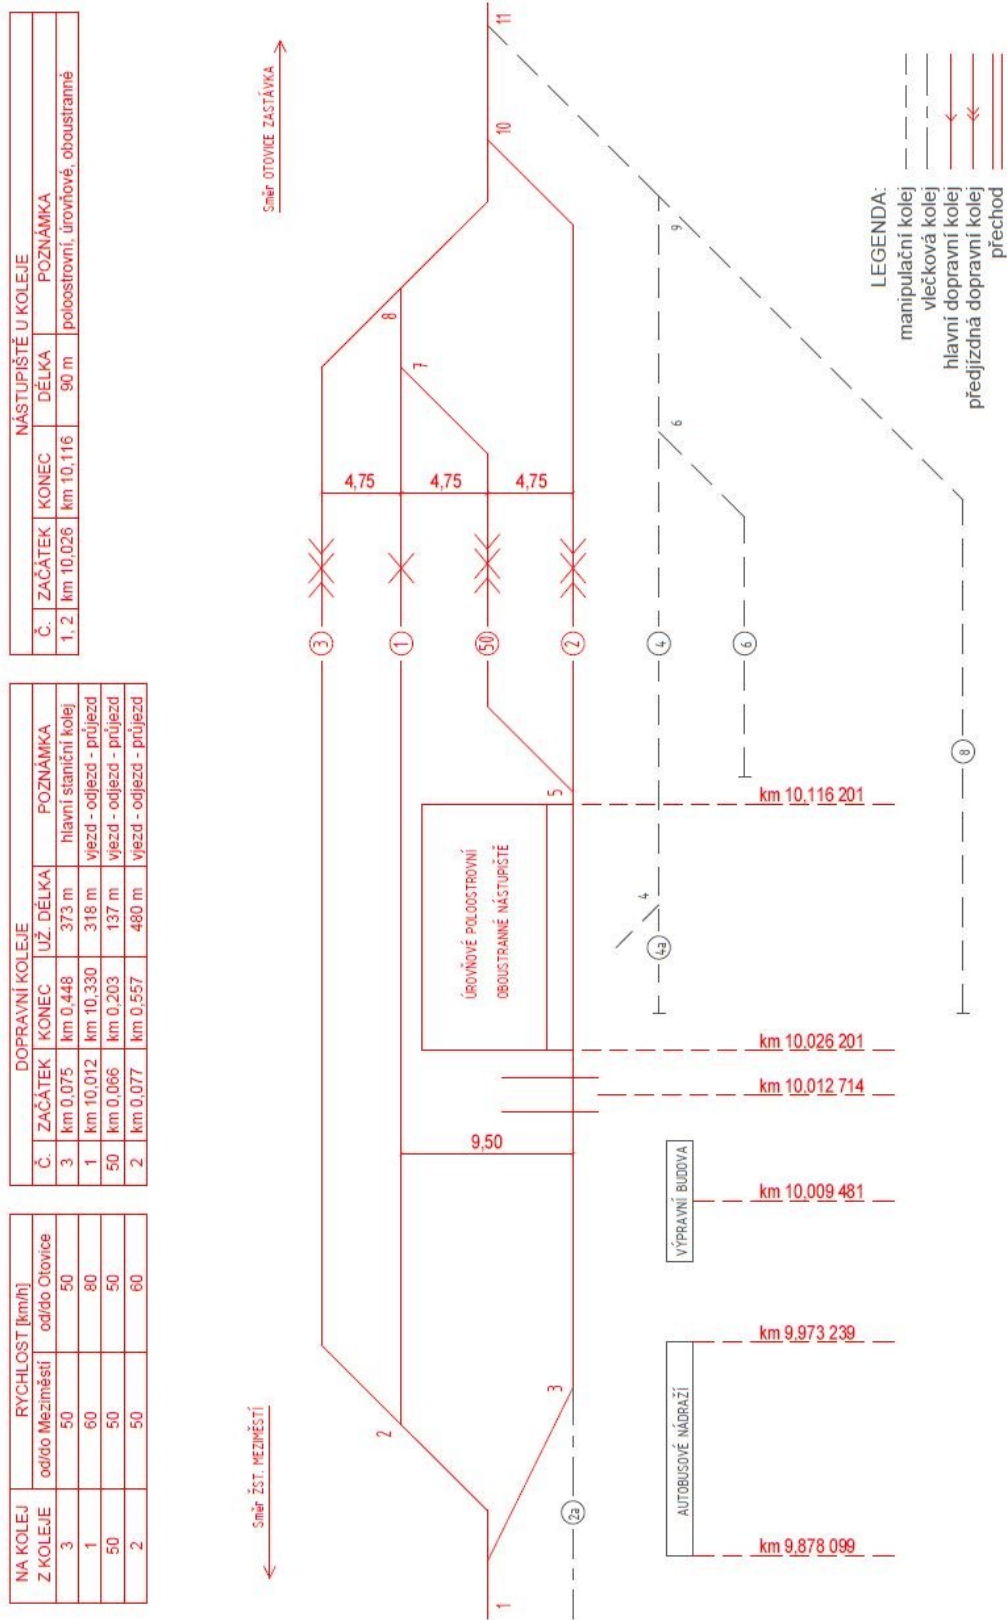 NA KOLEJ Z KOLEJE
RYCHLOST [km/h]
od/do Meziměstí od/do Otovice
3 50 50
1 60 80
50 50 50
2 50 60
DOPRAVNÍ KOLEJE
Č. ZAČÁTEK KONEC UŽ. DÉLKA POZNÁMKA
3 km 0,075 km 0,448 373 m hlavní staniční kolej
1 km 10,012 km 10,330 318 m vjezd - odjezd - průjezd
50 km 0,066 km 0,203 137 m vjezd - odjezd - průjezd
2 km 0,077 km 0,557 480 m vjezd - odjezd - průjezd
NÁSTUPIŠTĚ U KOLEJE
Č. ZAČÁTEK KONEC DÉLKA POZNÁMKA
1, 2 km 10,026 km 10,116 90 m polooostrovní, úrovňové, oboustranné
Směr ŽST. MEZIMĚSTÍ
Směr OTOVICE ZASTÁVKA
3
4,75
2
1
8
4,75
7
1
50
4,75
10
11
9,50
ÚROVŇOVÉ POLOOSTROVNÍ
OBOUSTRANNÉ NÁSTUPIŠTĚ
5
3
2a
2
4
4a
4
6
9
6
8
AUTOBUSOVÉ NÁDRAŽÍ
VÝPRAVNÍ BUDOVA
km 9,878 099
km 9,973 239
km 10,009 481
km 10,012 714
km 10,026 201
km 10,116 201
LEGENDA:
manipulační kolej
vlečková kolej
hlavní dopravní kolej
předjízdná dopravní kolej
přechod